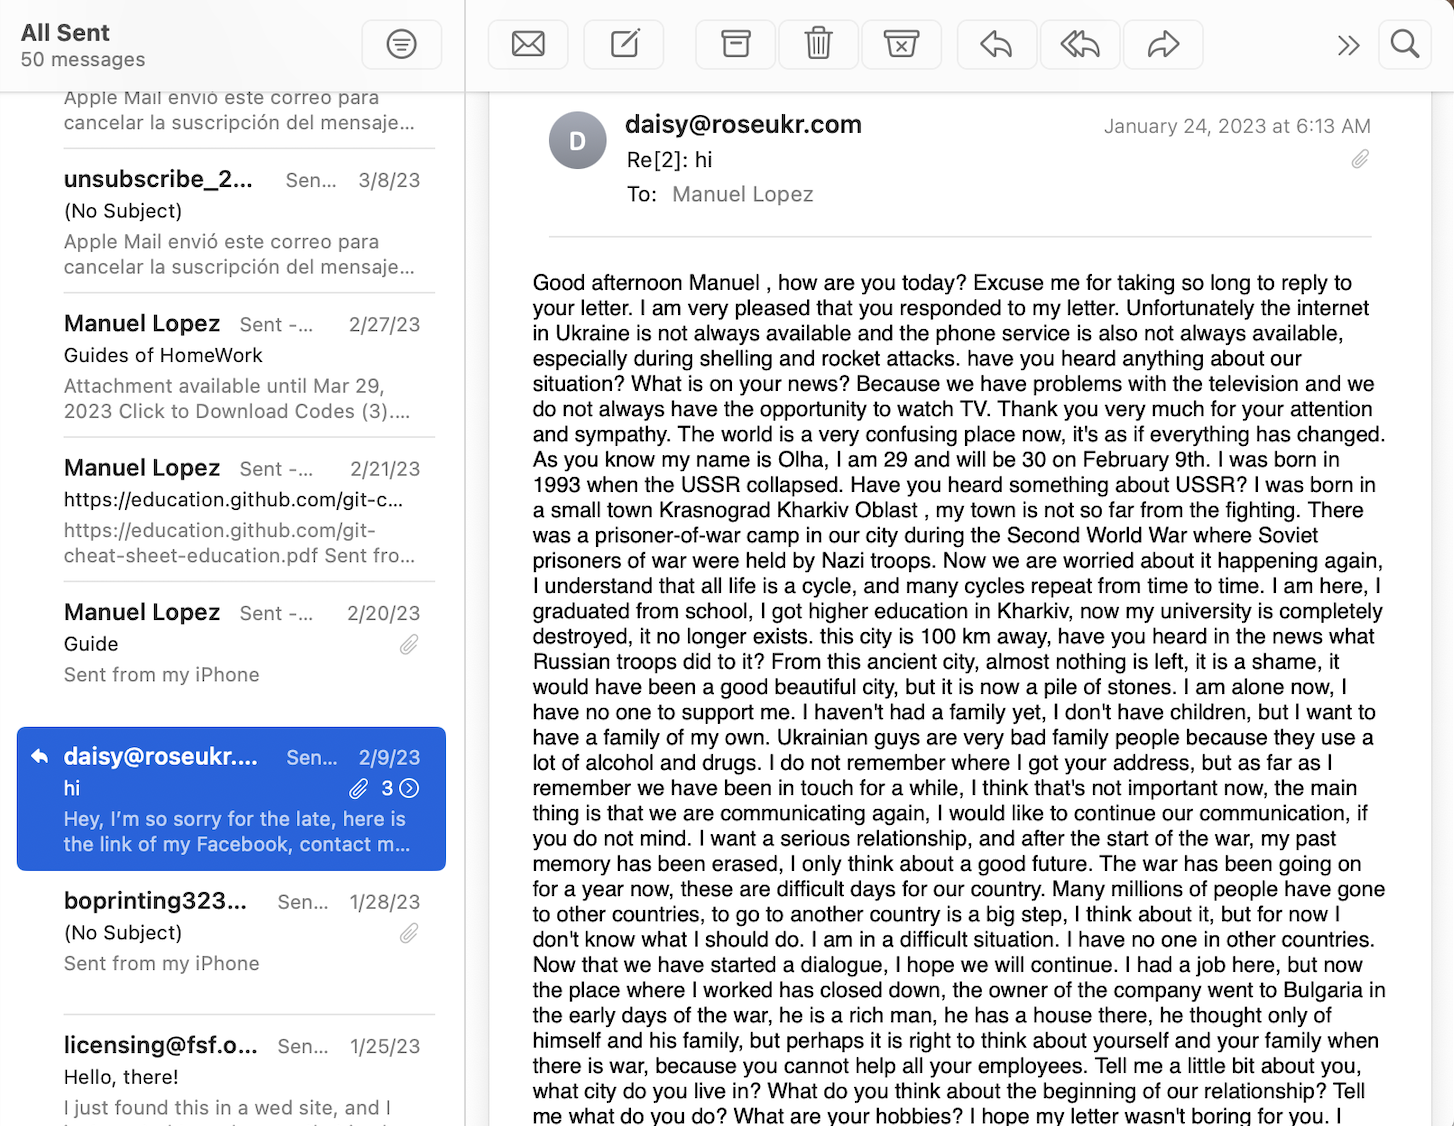 All Sent
50 messages
Apple Mail envió este correo para
cancelar la suscripción del mensaje...
unsubscribe_2... Sen... 3/8/23
(No Subject)
Apple Mail envió este correo para
cancelar la suscripción del mensaje...
Manuel Lopez Sent -... 2/27/23
Guides of HomeWork
Attachment available until Mar 29,
2023 Click to Download Codes (3)....
Manuel Lopez Sent -... 2/21/23
https://education.github.com/git-c...
https://education.github.com/git-
cheat-sheet-education.pdf Sent fro...
Manuel Lopez Sent -... 2/20/23
Guide
Sent from my iPhone
daisy@roseukr.... Sen... 2/9/23
hi 3
Hey, I'm so sorry for the late, here is
the link of my Facebook, contact m...
boprinting323... Sen... 1/28/23
(No Subject)
Sent from my iPhone
licensing@fsf.o... Sen... 1/25/23
Hello, there!
I just found this in a wed site, and I
D
daisy@roseukr.com January 24, 2023 at 6:13 AM
Re[2]: hi
To: Manuel Lopez
Good afternoon Manuel , how are you today? Excuse me for taking so long to reply to
your letter. I am very pleased that you responded to my letter. Unfortunately the internet
in Ukraine is not always available and the phone service is also not always available,
especially during shelling and rocket attacks. have you heard anything about our
situation? What is on your news? Because we have problems with the television and we
do not always have the opportunity to watch TV. Thank you very much for your attention
and sympathy. The world is a very confusing place now, it's as if everything has changed.
As you know my name is Olha, I am 29 and will be 30 on February 9th. I was born in
1993 when the USSR collapsed. Have you heard something about USSR? I was born in
a small town Krasnograd Kharkiv Oblast , my town is not so far from the fighting. There
was a prisoner-of-war camp in our city during the Second World War where Soviet
prisoners of war were held by Nazi troops. Now we are worried about it happening again,
I understand that all life is a cycle, and many cycles repeat from time to time. I am here, I
graduated from school, I got higher education in Kharkiv, now my university is completely
destroyed, it no longer exists. this city is 100 km away, have you heard in the news what
Russian troops did to it? From this ancient city, almost nothing is left, it is a shame, it
would have been a good beautiful city, but it is now a pile of stones. I am alone now, I
have no one to support me. I haven't had a family yet, I don't have children, but I want to
have a family of my own. Ukrainian guys are very bad family people because they use a
lot of alcohol and drugs. I do not remember where I got your address, but as far as I
remember we have been in touch for a while, I think that's not important now, the main
thing is that we are communicating again, I would like to continue our communication, if
you do not mind. I want a serious relationship, and after the start of the war, my past
memory has been erased, I only think about a good future. The war has been going on
for a year now, these are difficult days for our country. Many millions of people have gone
to other countries, to go to another country is a big step, I think about it, but for now I
don't know what I should do. I am in a difficult situation. I have no one in other countries.
Now that we have started a dialogue, I hope we will continue. I had a job here, but now
the place where I worked has closed down, the owner of the company went to Bulgaria in
the early days of the war, he is a rich man, he has a house there, he thought only of
himself and his family, but perhaps it is right to think about yourself and your family when
there is war, because you cannot help all your employees. Tell me a little bit about you,
what city do you live in? What do you think about the beginning of our relationship? Tell
me what do you do? What are your hobbies? I hope my letter wasn't boring for you. I